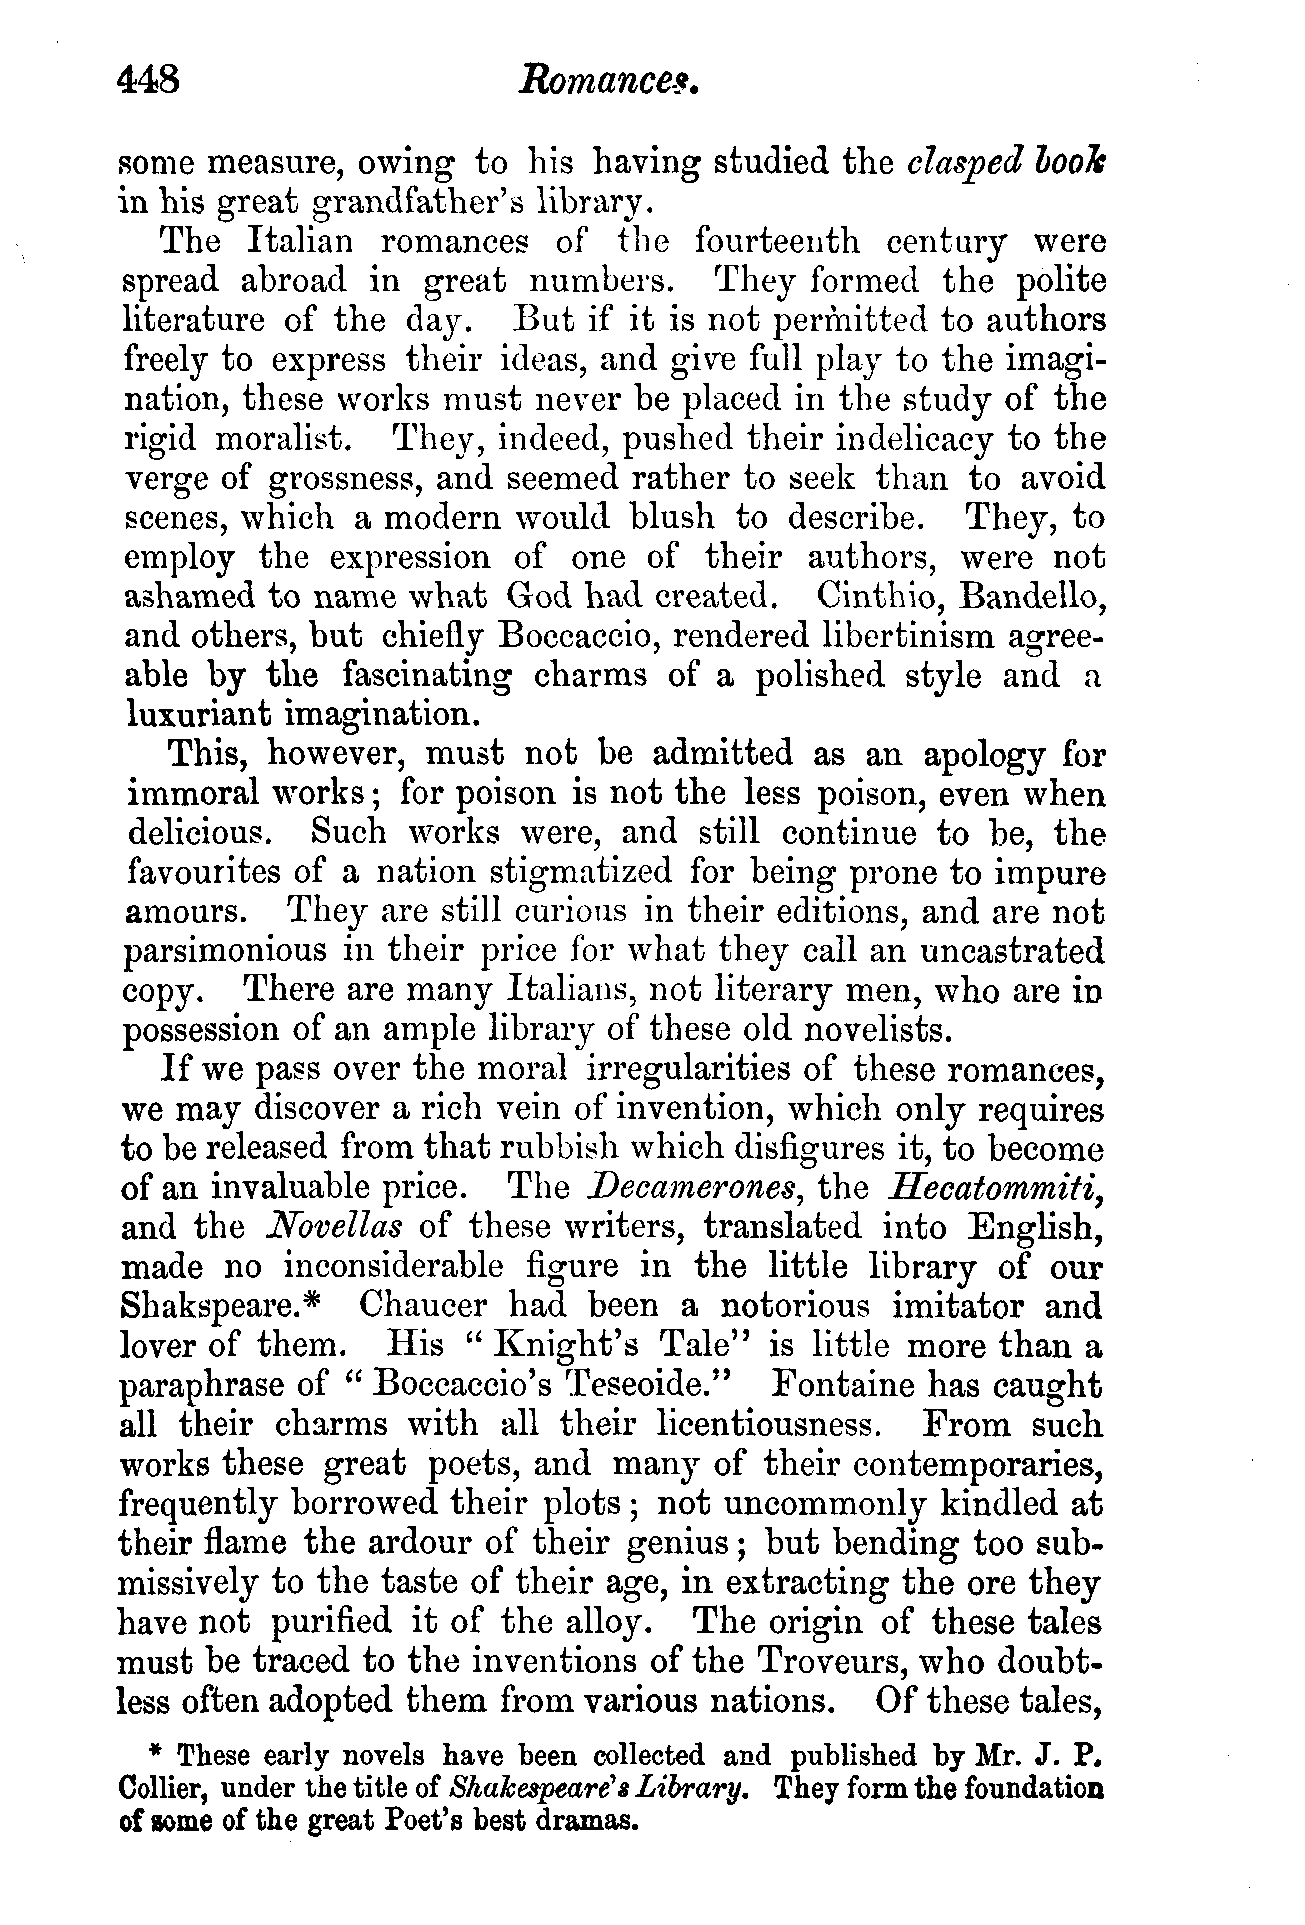 448 Romances.
some measure, owing to his having studied the clasped book
in his great grandfather's library.
The Italian romances of the fourteenth century were
spread abroad in great numbers. They formed the polite
literature of the day. But if it is not permitted to authors
freely to express their ideas, and give full play to the imagi-
nation, these works must never be placed in the study of the
rigid moralist. They, indeed, pushed their indelicacy to the
verge of grossness, and seemed rather to seek than to avoid
scenes, which a modern would blush to describe. They, to
employ the expression of one of their authors, were not
ashamed to name what God had created. Cinthio, Bandello,
and others, but chiefly Boccaccio, rendered libertinism agree-
able by the fascinating charms of a polished style and a
luxuriant imagination.
This, however, must not be admitted as an apology for
immoral works; for poison is not the less poison, even when
delicious. Such works were, and still continue to be, the
favourites of a nation stigmatized for being prone to impure
amours. They are still curious in their editions, and are not
parsimonious in their price for what they call an uncastrated
copy. There are many Italians, not literary men, who are in
possession of an ample library of these old novelists.
If we pass over the moral irregularities of these romances,
we may discover a rich vein of invention, which only requires
to be released from that rubbish which disfigures it, to become
of an invaluable price. The Decamerones, the Hecatommiti,
and the Novellas of these writers, translated into English,
made no inconsiderable figure in the little library of our
Shakspeare.* Chaucer had been a notorious imitator and
lover of them. His "Knight's Tale" is little more than a
paraphrase of "Boccaccio's Teseoide." Fontaine has caught
all their charms with all their licentiousness. From such
works these great poets, and many of their contemporaries,
frequently borrowed their plots; not uncommonly kindled at
their flame the ardour of their genius; but bending too sub-
missively to the taste of their age, in extracting the ore they
have not purified it of the alloy. The origin of these tales
must be traced to the inventions of the Troveurs, who doubt-
less often adopted them from various nations. Of these tales,
* These early novels have been collected and published by Mr. J. P.
Collier, under the title of Shakespeare's Library. They form the foundation
of some of the great Poet's best dramas.